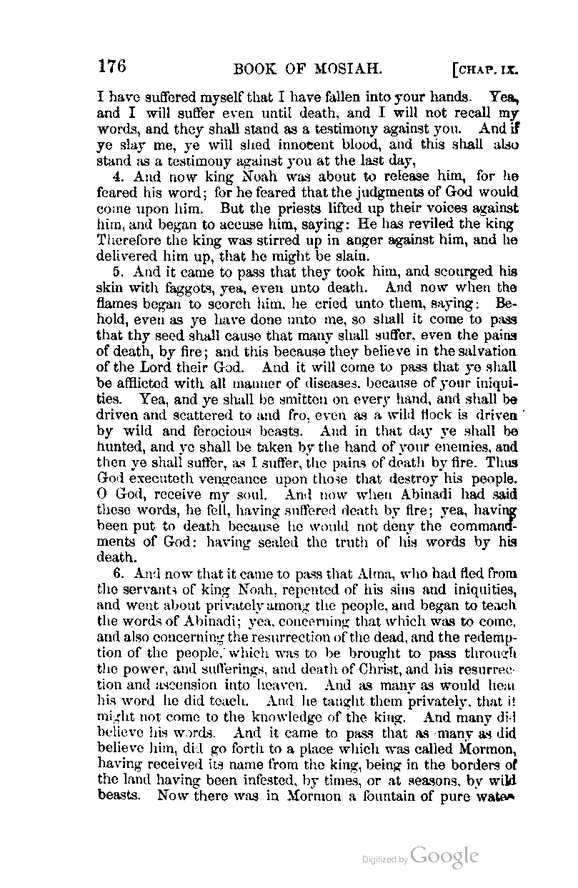 176 BOOK OF MOSIAH. [CHAP. IX.
I have suffered myself that I have fallen into your hands. Yea,
and I will suffer even until death, and I will not recall my
words, and they shall stand as a testimony against you. And if
ye slay me, ye will shed innocent blood, and this shall also
stand as a testimony against you at the last day,
4. And now king Noah was about to release him, for he
feared his word; for he feared that the judgments of God would
come upon him. But the priests lifted up their voices against
him, and began to accuse him, saying: He has reviled the king
Therefore the king was stirred up in anger against him, and he
delivered him up, that he might be slain.
5. And it came to pass that they took him, and scourged his
skin with faggots, yea, even unto death. And now when the
flames began to scorch him, he cried unto them, saying: Be-
hold, even as ye have done unto me, so shall it come to pass
that thy seed shall cause that many shall suffer, even the pains
of death, by fire; and this because they believe in the salvation
of the Lord their God. And it will come to pass that ye shall
be afflicted with all manner of diseases, because of your iniqui-
ties. Yea, and ye shall be smitten on every hand, and shall be
driven and scattered to and fro, even as a wild flock is driven
by wild and ferocious beasts. And in that day ye shall be
hunted, and ye shall be taken by the hand of your enemies, and
then ye shall suffer, as I suffer, the pains of death by fire. Thus
God executeth vengeance upon those that destroy his people.
O God, receive my soul. And now when Abinadi had said
these words, he fell, having suffered death by fire; yea, having
been put to death because he would not deny the command-
ments of God: having sealed the truth of his words by his
death.
6. And now that it came to pass that Alma, who had fled from
the servants of king Noah, repented of his sins and iniquities,
and went about privately among the people, and began to teach
the words of Abinadi; yea, concerning that which was to come,
and also concerning the resurrection of the dead, and the redemp-
tion of the people, which was to be brought to pass through
the power, and sufferings, and death of Christ, and his resurrec-
tion and ascension into heaven. And as many as would hear
his word he did teach. And he taught them privately, that it
might not come to the knowledge of the king. And many did
believe his words. And it came to pass that as many as did
believe him, did go forth to a place which was called Mormon,
having received its name from the king, being in the borders of
the land having been infested, by times, or at seasons, by wild
beasts. Now there was in Mormon a fountain of pure water
Digitized by Google